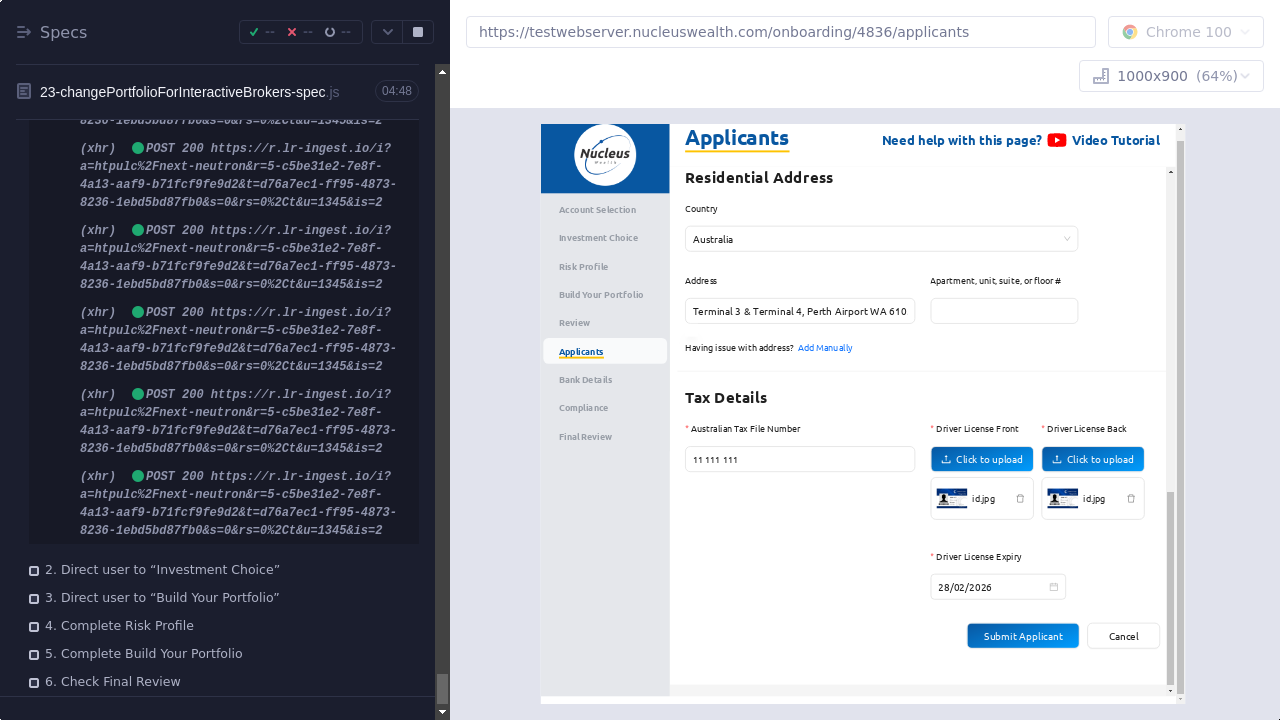 Specs
--
--
--
https://testwebserver.nucleuswealth.com/onboarding/4836/applicants
Chrome 100
1000x900 (64%)
23-changePortfolioForInteractiveBrokers-spec.js
04:48
8236-1ebd5bd87fb0&s=0&rs=0%2Ct&u=1345&is=2
(xhr) POST 200 https://r.lr-ingest.io/i?
a=htpulc%2Fnext-neutron&r=5-c5be31e2-7e8f-
4a13-aaf9-b71fcf9fe9d2&t=d76a7ec1-ff95-4873-
8236-1ebd5bd87fb0&s=0&rs=0%2Ct&u=1345&is=2
(xhr) POST 200 https://r.lr-ingest.io/i?
a=htpulc%2Fnext-neutron&r=5-c5be31e2-7e8f-
4a13-aaf9-b71fcf9fe9d2&t=d76a7ec1-ff95-4873-
8236-1ebd5bd87fb0&s=0&rs=0%2Ct&u=1345&is=2
(xhr) POST 200 https://r.lr-ingest.io/i?
a=htpulc%2Fnext-neutron&r=5-c5be31e2-7e8f-
4a13-aaf9-b71fcf9fe9d2&t=d76a7ec1-ff95-4873-
8236-1ebd5bd87fb0&s=0&rs=0%2Ct&u=1345&is=2
(xhr) POST 200 https://r.lr-ingest.io/i?
a=htpulc%2Fnext-neutron&r=5-c5be31e2-7e8f-
4a13-aaf9-b71fcf9fe9d2&t=d76a7ec1-ff95-4873-
8236-1ebd5bd87fb0&s=0&rs=0%2Ct&u=1345&is=2
(xhr) POST 200 https://r.lr-ingest.io/i?
a=htpulc%2Fnext-neutron&r=5-c5be31e2-7e8f-
4a13-aaf9-b71fcf9fe9d2&t=d76a7ec1-ff95-4873-
8236-1ebd5bd87fb0&s=0&rs=0%2Ct&u=1345&is=2
2. Direct user to “Investment Choice”
3. Direct user to “Build Your Portfolio”
4. Complete Risk Profile
5. Complete Build Your Portfolio
6. Check Final Review
Nucleus
Wealth
Account Selection
Investment Choice
Risk Profile
Build Your Portfolio
Review
Applicants
Bank Details
Compliance
Final Review
Applicants
Need help with this page? Video Tutorial
Residential Address
Country
Australia
Address
Apartment, unit, suite, or floor #
Terminal 3 & Terminal 4, Perth Airport WA 610
Having issue with address? Add Manually
Tax Details
* Australian Tax File Number
* Driver License Front
* Driver License Back
11 111 111
Click to upload
Click to upload
id.jpg
id.jpg
* Driver License Expiry
28/02/2026
Submit Applicant
Cancel